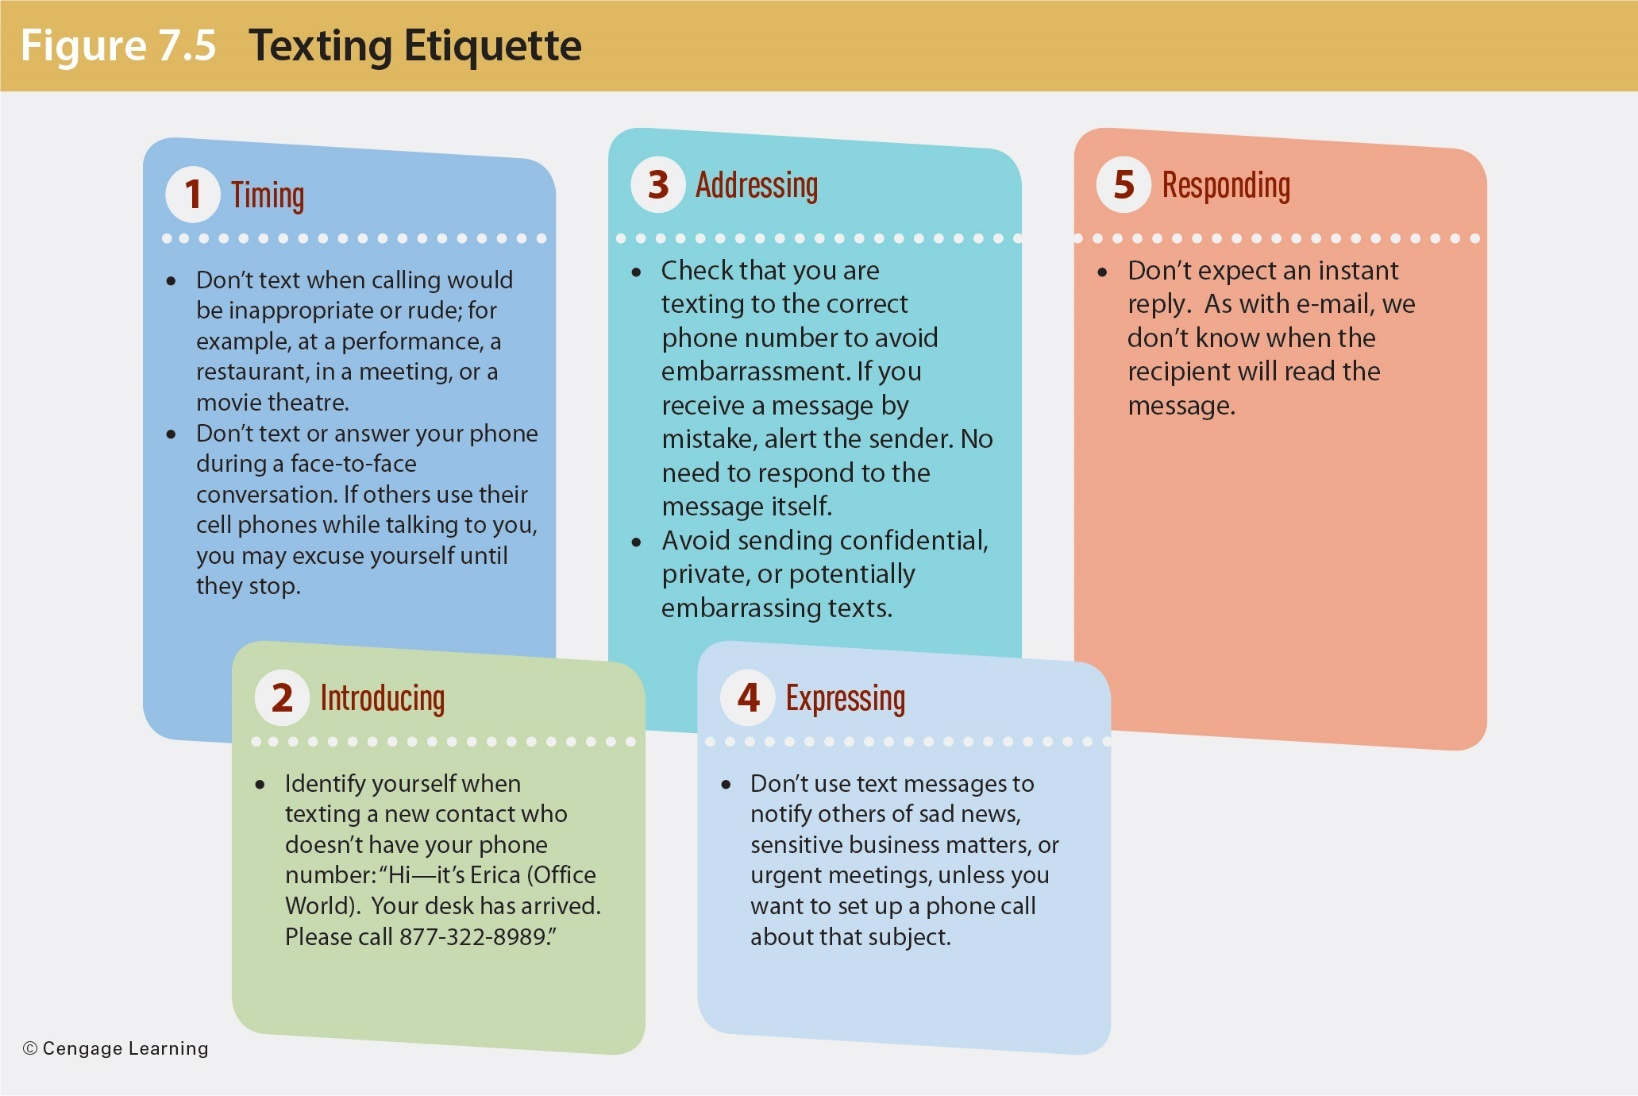 Figure 7.5 Texting Etiquette
1 Timing
• Don’t text when calling would
be inappropriate or rude; for
example, at a performance, a
restaurant, in a meeting, or a
movie theatre.
• Don’t text or answer your phone
during a face-to-face
conversation. If others use their
cell phones while talking to you,
you may excuse yourself until
they stop.
2 Introducing
• Identify yourself when
texting a new contact who
doesn’t have your phone
number: “Hi—it’s Erica (Office
World). Your desk has arrived.
Please call 877-322-8989.”
3 Addressing
• Check that you are
texting to the correct
phone number to avoid
embarrassment. If you
receive a message by
mistake, alert the sender. No
need to respond to the
message itself.
• Avoid sending confidential,
private, or potentially
embarrassing texts.
4 Expressing
• Don’t use text messages to
notify others of sad news,
sensitive business matters, or
urgent meetings, unless you
want to set up a phone call
about that subject.
5 Responding
• Don’t expect an instant
reply. As with e-mail, we
don’t know when the
recipient will read the
message.
© Cengage Learning